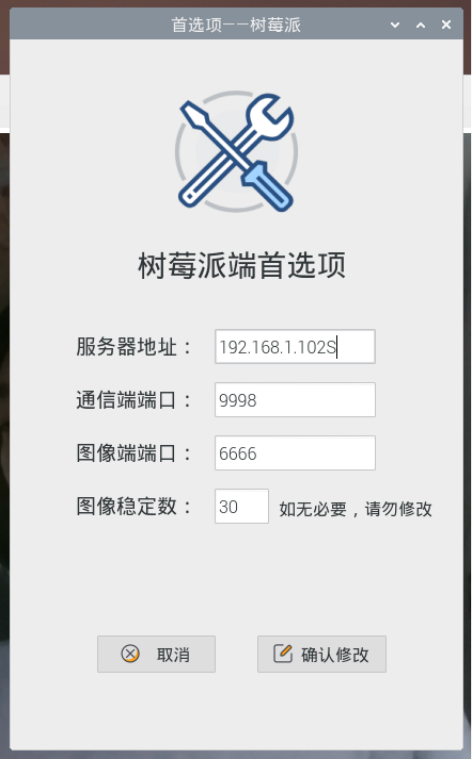 首选项——树莓派
树莓派端首选项
服务器地址： 192.168.1.102S
通信端端口： 9998
图像端端口： 6666
图像稳定数： 30 如无必要，请勿修改
取消 确认修改